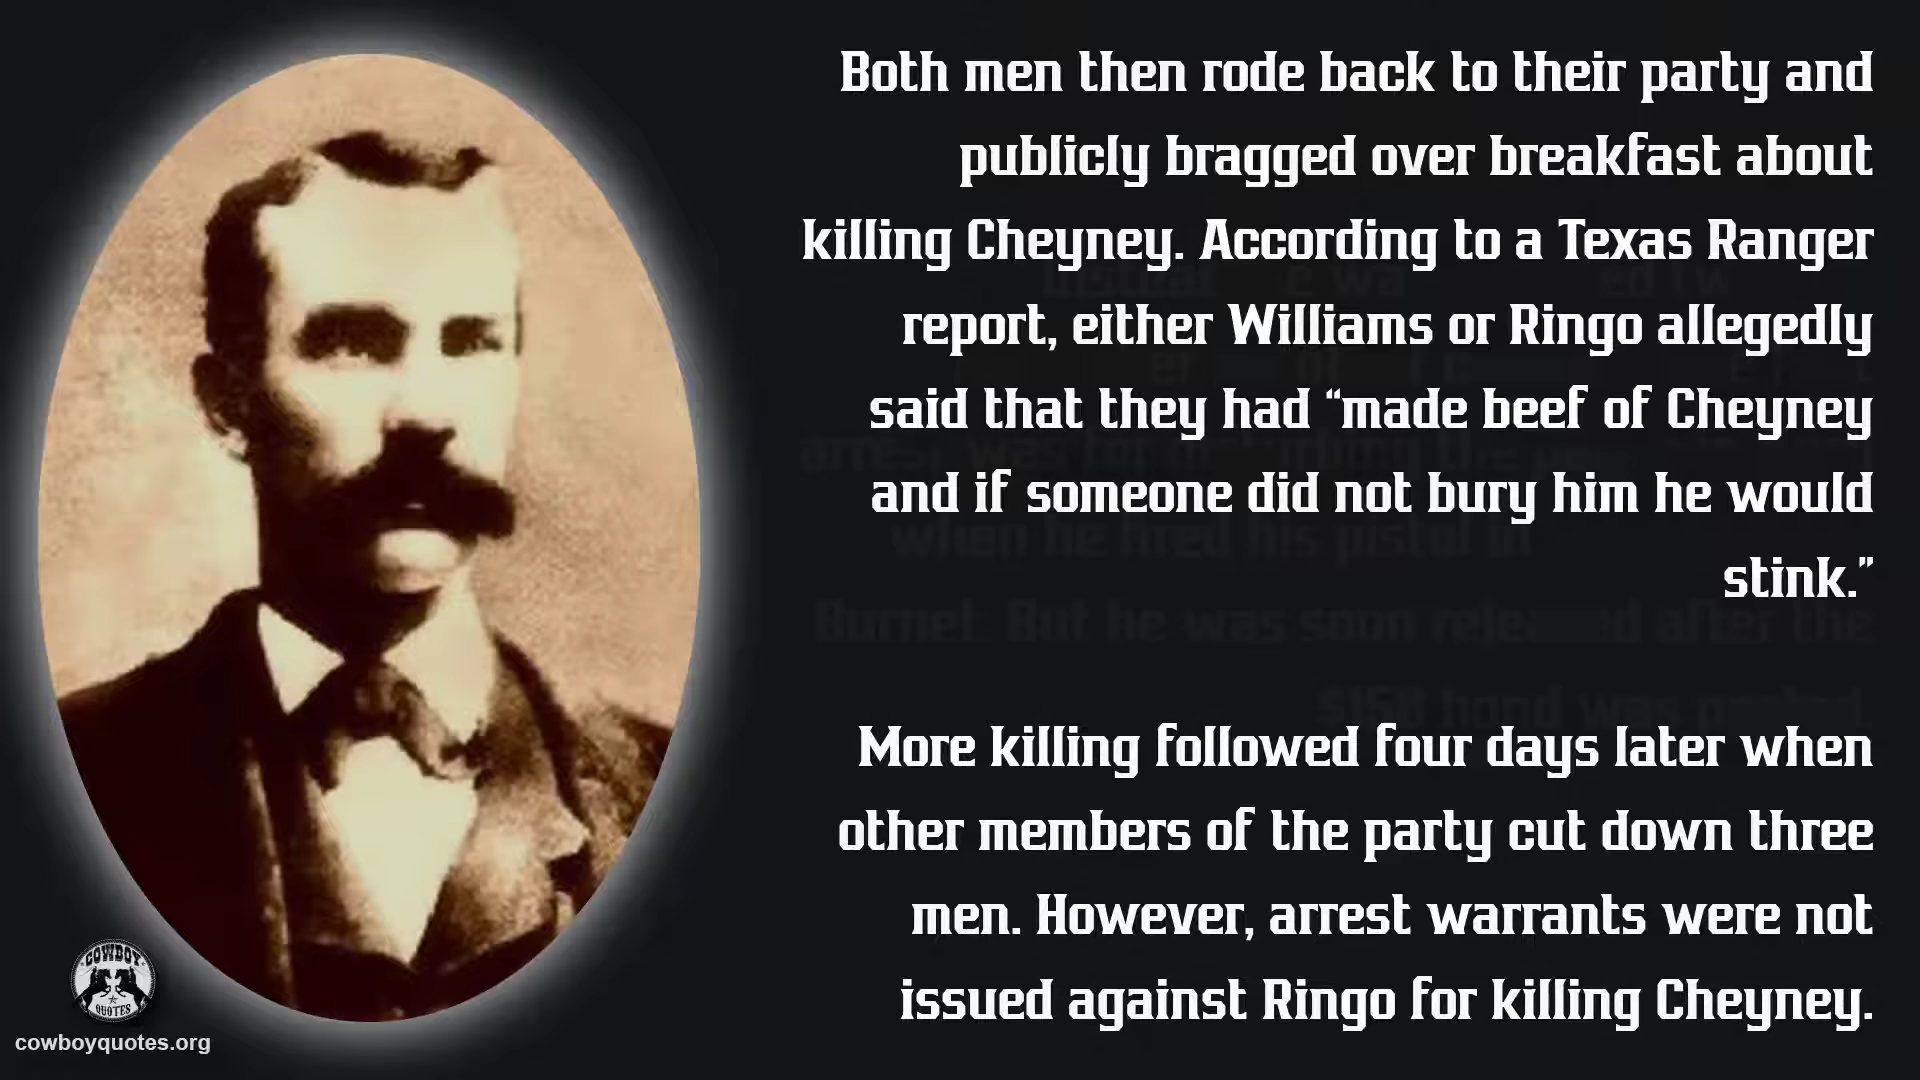 Both men then rode back to their party and
publicly bragged over breakfast about
killing Cheyney. According to a Texas Ranger
report, either Williams or Ringo allegedly
said that they had “made beef of Cheyney
and if someone did not bury him he would
stink.”
More killing followed four days later when
other members of the party cut down three
men. However, arrest warrants were not
issued against Ringo for killing Cheyney.
COWBOY
QUOTES
cowboyquotes.org